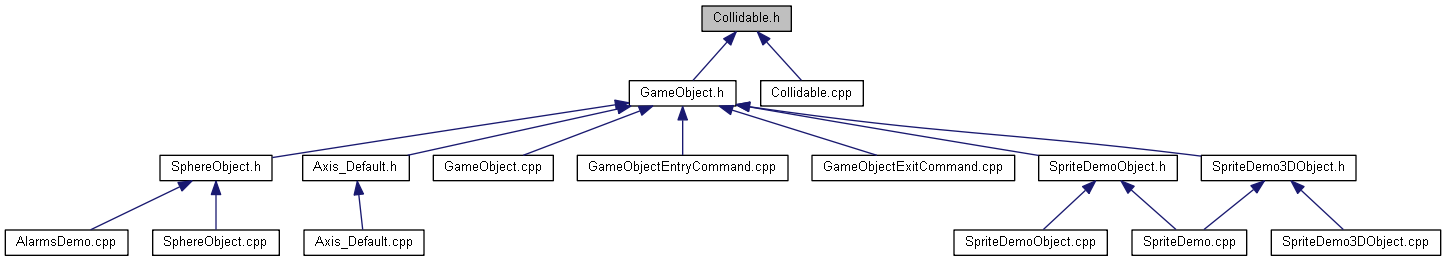 Collidable.h
GameObject.h
Collidable.cpp
SphereObject.h
Axis_Default.h
GameObject.cpp
GameObjectEntryCommand.cpp
GameObjectExitCommand.cpp
SpriteDemoObject.h
SpriteDemo3DObject.h
AlarmsDemo.cpp
SphereObject.cpp
Axis_Default.cpp
SpriteDemoObject.cpp
SpriteDemo.cpp
SpriteDemo3DObject.cpp